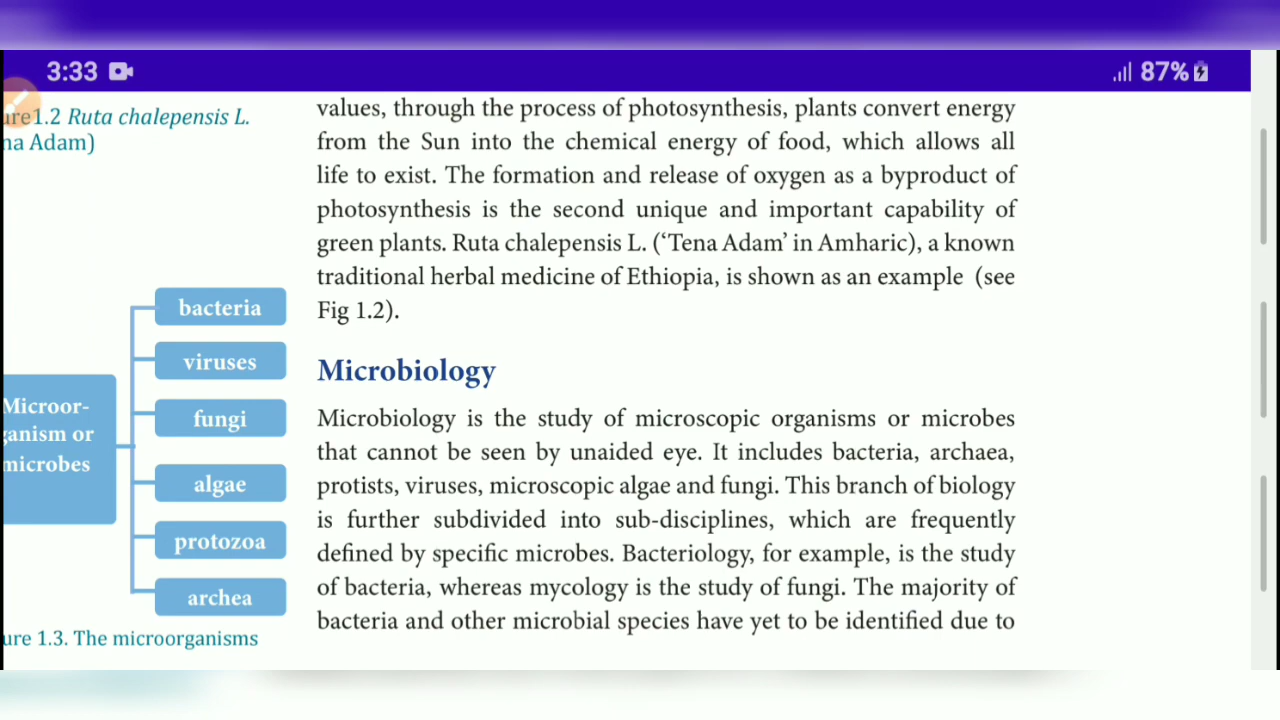 3:33
87%
1.2 Ruta chalepensis L.
Adam)
values, through the process of photosynthesis, plants convert energy
from the Sun into the chemical energy of food, which allows all
life to exist. The formation and release of oxygen as a byproduct of
photosynthesis is the second unique and important capability of
green plants. Ruta chalepensis L. (‘Tena Adam’ in Amharic), a known
traditional herbal medicine of Ethiopia, is shown as an example (see
Fig 1.2).
Microor-
ganism or
microbes
bacteria
viruses
fungi
algae
protozoa
archea
1.3. The microorganisms
Microbiology
Microbiology is the study of microscopic organisms or microbes
that cannot be seen by unaided eye. It includes bacteria, archaea,
protists, viruses, microscopic algae and fungi. This branch of biology
is further subdivided into sub-disciplines, which are frequently
defined by specific microbes. Bacteriology, for example, is the study
of bacteria, whereas mycology is the study of fungi. The majority of
bacteria and other microbial species have yet to be identified due to